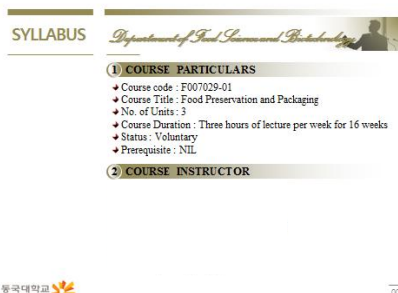 SYLLABUS
Department of Food Science and Biotechnology
1 COURSE PARTICULARS
Course code : F007029-01
Course Title : Food Preservation and Packaging
No. of Units : 3
Course Duration : Three hours of lecture per week for 16 weeks
Status : Voluntary
Prerequisite : NIL
2 COURSE INSTRUCTOR
동국대학교